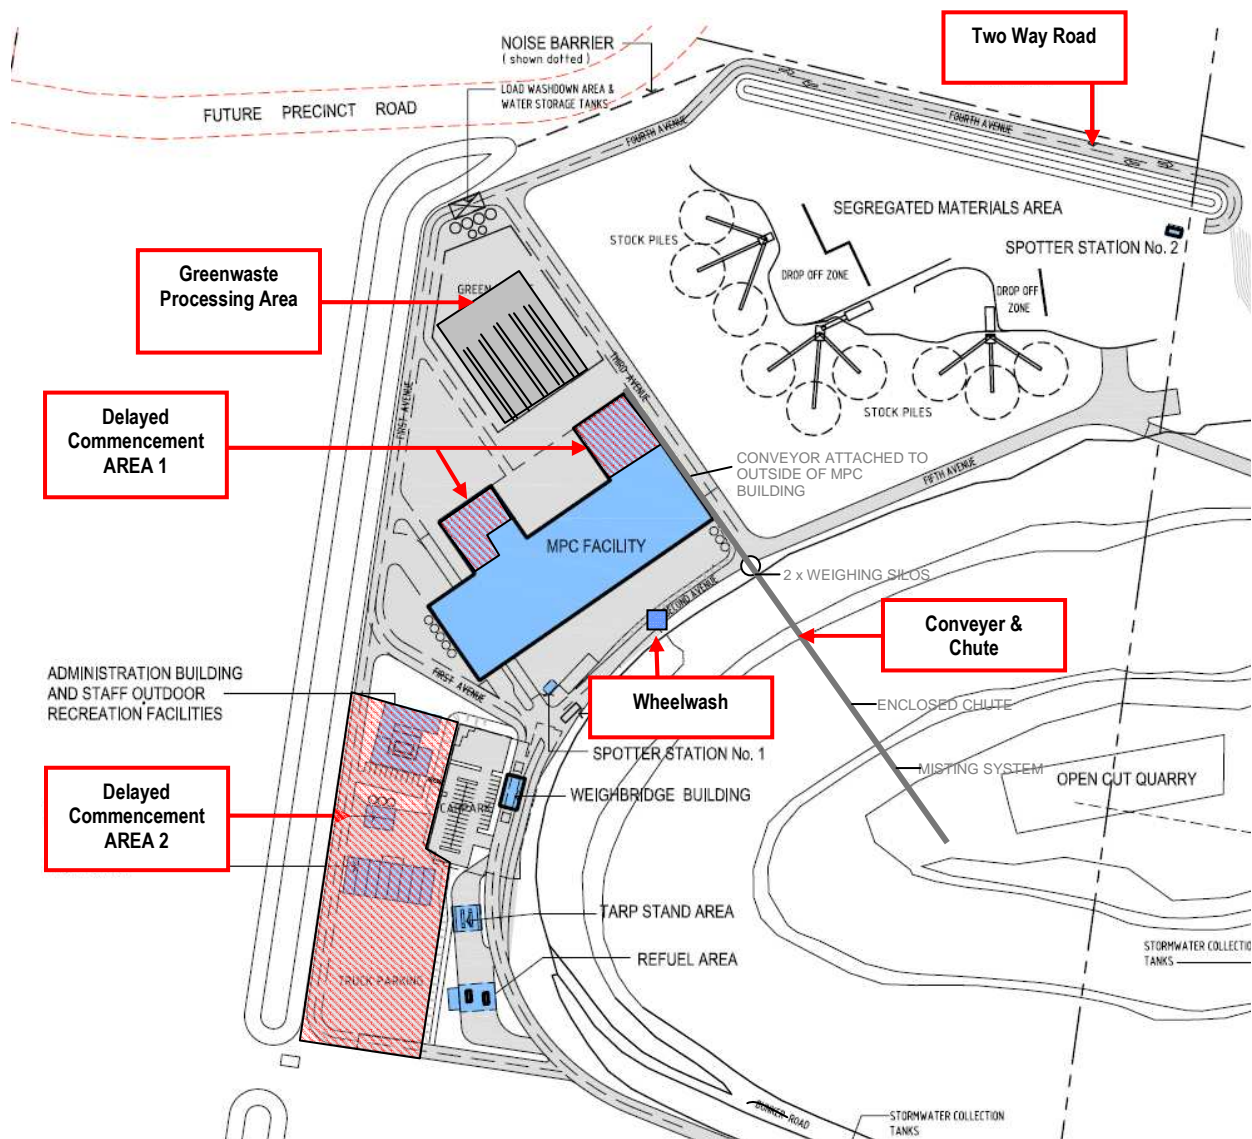 Two Way Road
NOISE BARRIER
( shown dotted )
LOAD WASHDOWN AREA &
WATER STORAGE TANKS
FUTURE PRECINCT ROAD
FOURTH AVENUE
FOURTH AVENUE
SEGREGATED MATERIALS AREA
STOCK PILES
SPOTTER STATION No. 2
DROP OFF ZONE
DROP OFF
ZONE
Greenwaste
Processing Area
GREEN
THIRD AVENUE
FIRST AVENUE
STOCK PILES
Delayed
Commencement
AREA 1
CONVEYOR ATTACHED TO
OUTSIDE OF MPC
BUILDING
FIFTH AVENUE
MPC FACILITY
2 x WEIGHING SILOS
SECOND AVENUE
Conveyer &
Chute
ADMINISTRATION BUILDING
AND STAFF OUTDOOR
RECREATION FACILITIES
FIRST AVENUE
Wheelwash
ENCLOSED CHUTE
SPOTTER STATION No. 1
MISTING SYSTEM
OPEN CUT QUARRY
Delayed
Commencement
AREA 2
WEIGHBRIDGE BUILDING
CARPARK
TARP STAND AREA
REFUEL AREA
STORMWATER COLLECTIO
TANKS
TRUCK PARKING
BUNKER ROAD
STORMWATER COLLECTION
TANKS